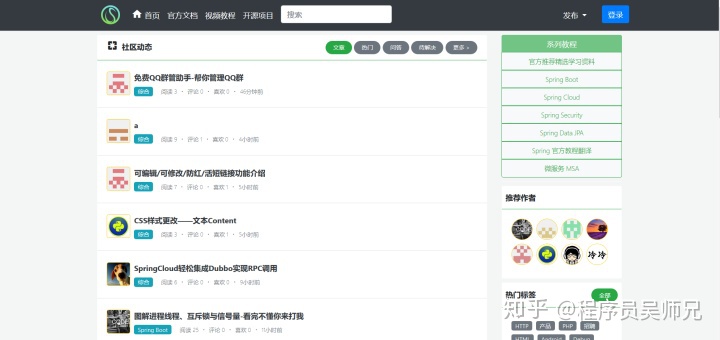 首页 官方文档 视频教程 开源项目 搜索 发布 登录
社区动态 文章 热门 问答 待解决 更多
免费QQ群管助手-帮你管理QQ群
综合 阅读 3 · 评论 0 · 喜欢 0 · 46分钟前
a
综合 阅读 9 · 评论 1 · 喜欢 0 · 4小时前
可编辑/可修改/防红/活短链接功能介绍
综合 阅读 7 · 评论 0 · 喜欢 1 · 5小时前
CSS样式更改——文本Content
综合 阅读 3 · 评论 0 · 喜欢 1 · 5小时前
SpringCloud轻松集成Dubbo实现RPC调用
综合 阅读 6 · 评论 0 · 喜欢 0 · 9小时前
图解进程线程、互斥锁与信号量-看完不懂你来打我
Spring Boot 阅读 25 · 评论 0 · 喜欢 0 · 11小时前
系列教程
官方推荐精选学习资料
Spring Boot
Spring Cloud
Spring Security
Spring Data JPA
Spring 官方教程翻译
微服务 MSA
推荐作者
冷冷
热门标签 全部
HTTP 产品 PHP 招聘
HTML Android Debug
知乎 @程序员吴师兄